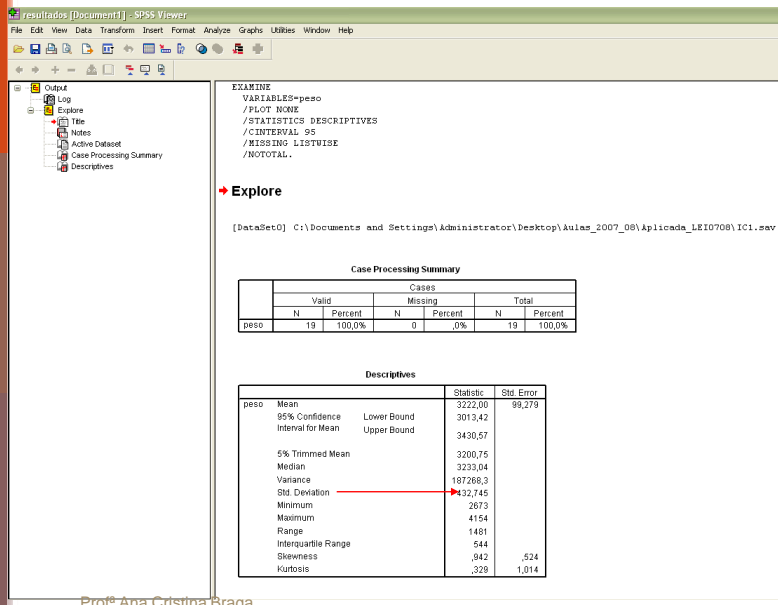 resultados [Document1] - SPSS Viewer
File Edit View Data Transform Insert Format Analyze Graphs Utilities Window Help
Output
Log
Explore
Title
Notes
Active Dataset
Case Processing Summary
Descriptives
EXAMINE
VARIABLES=peso
/PLOT NONE
/STATISTICS DESCRIPTIVES
/CINTERVAL 95
/MISSING LISTWISE
/NOTOTAL.
Explore
[DataSet0] C:\Documents and Settings\Administrator\Desktop\Aulas_2007_08\Aplicada_LEI0708\IC1.sav
Case Processing Summary
Cases
Valid Missing Total
N Percent N Percent N Percent
peso 19 100,0% 0 ,0% 19 100,0%
Descriptives
Statistic Std. Error
peso Mean 3222,00 99,279
95% Confidence Lower Bound 3013,42
Interval for Mean Upper Bound 3430,57
5% Trimmed Mean 3200,75
Median 3233,04
Variance 187268,3
Std. Deviation 432,745
Minimum 2673
Maximum 4154
Range 1481
Interquartile Range 544
Skewness ,942 ,524
Kurtosis ,329 1,014
Profª Ana Cristina Braga